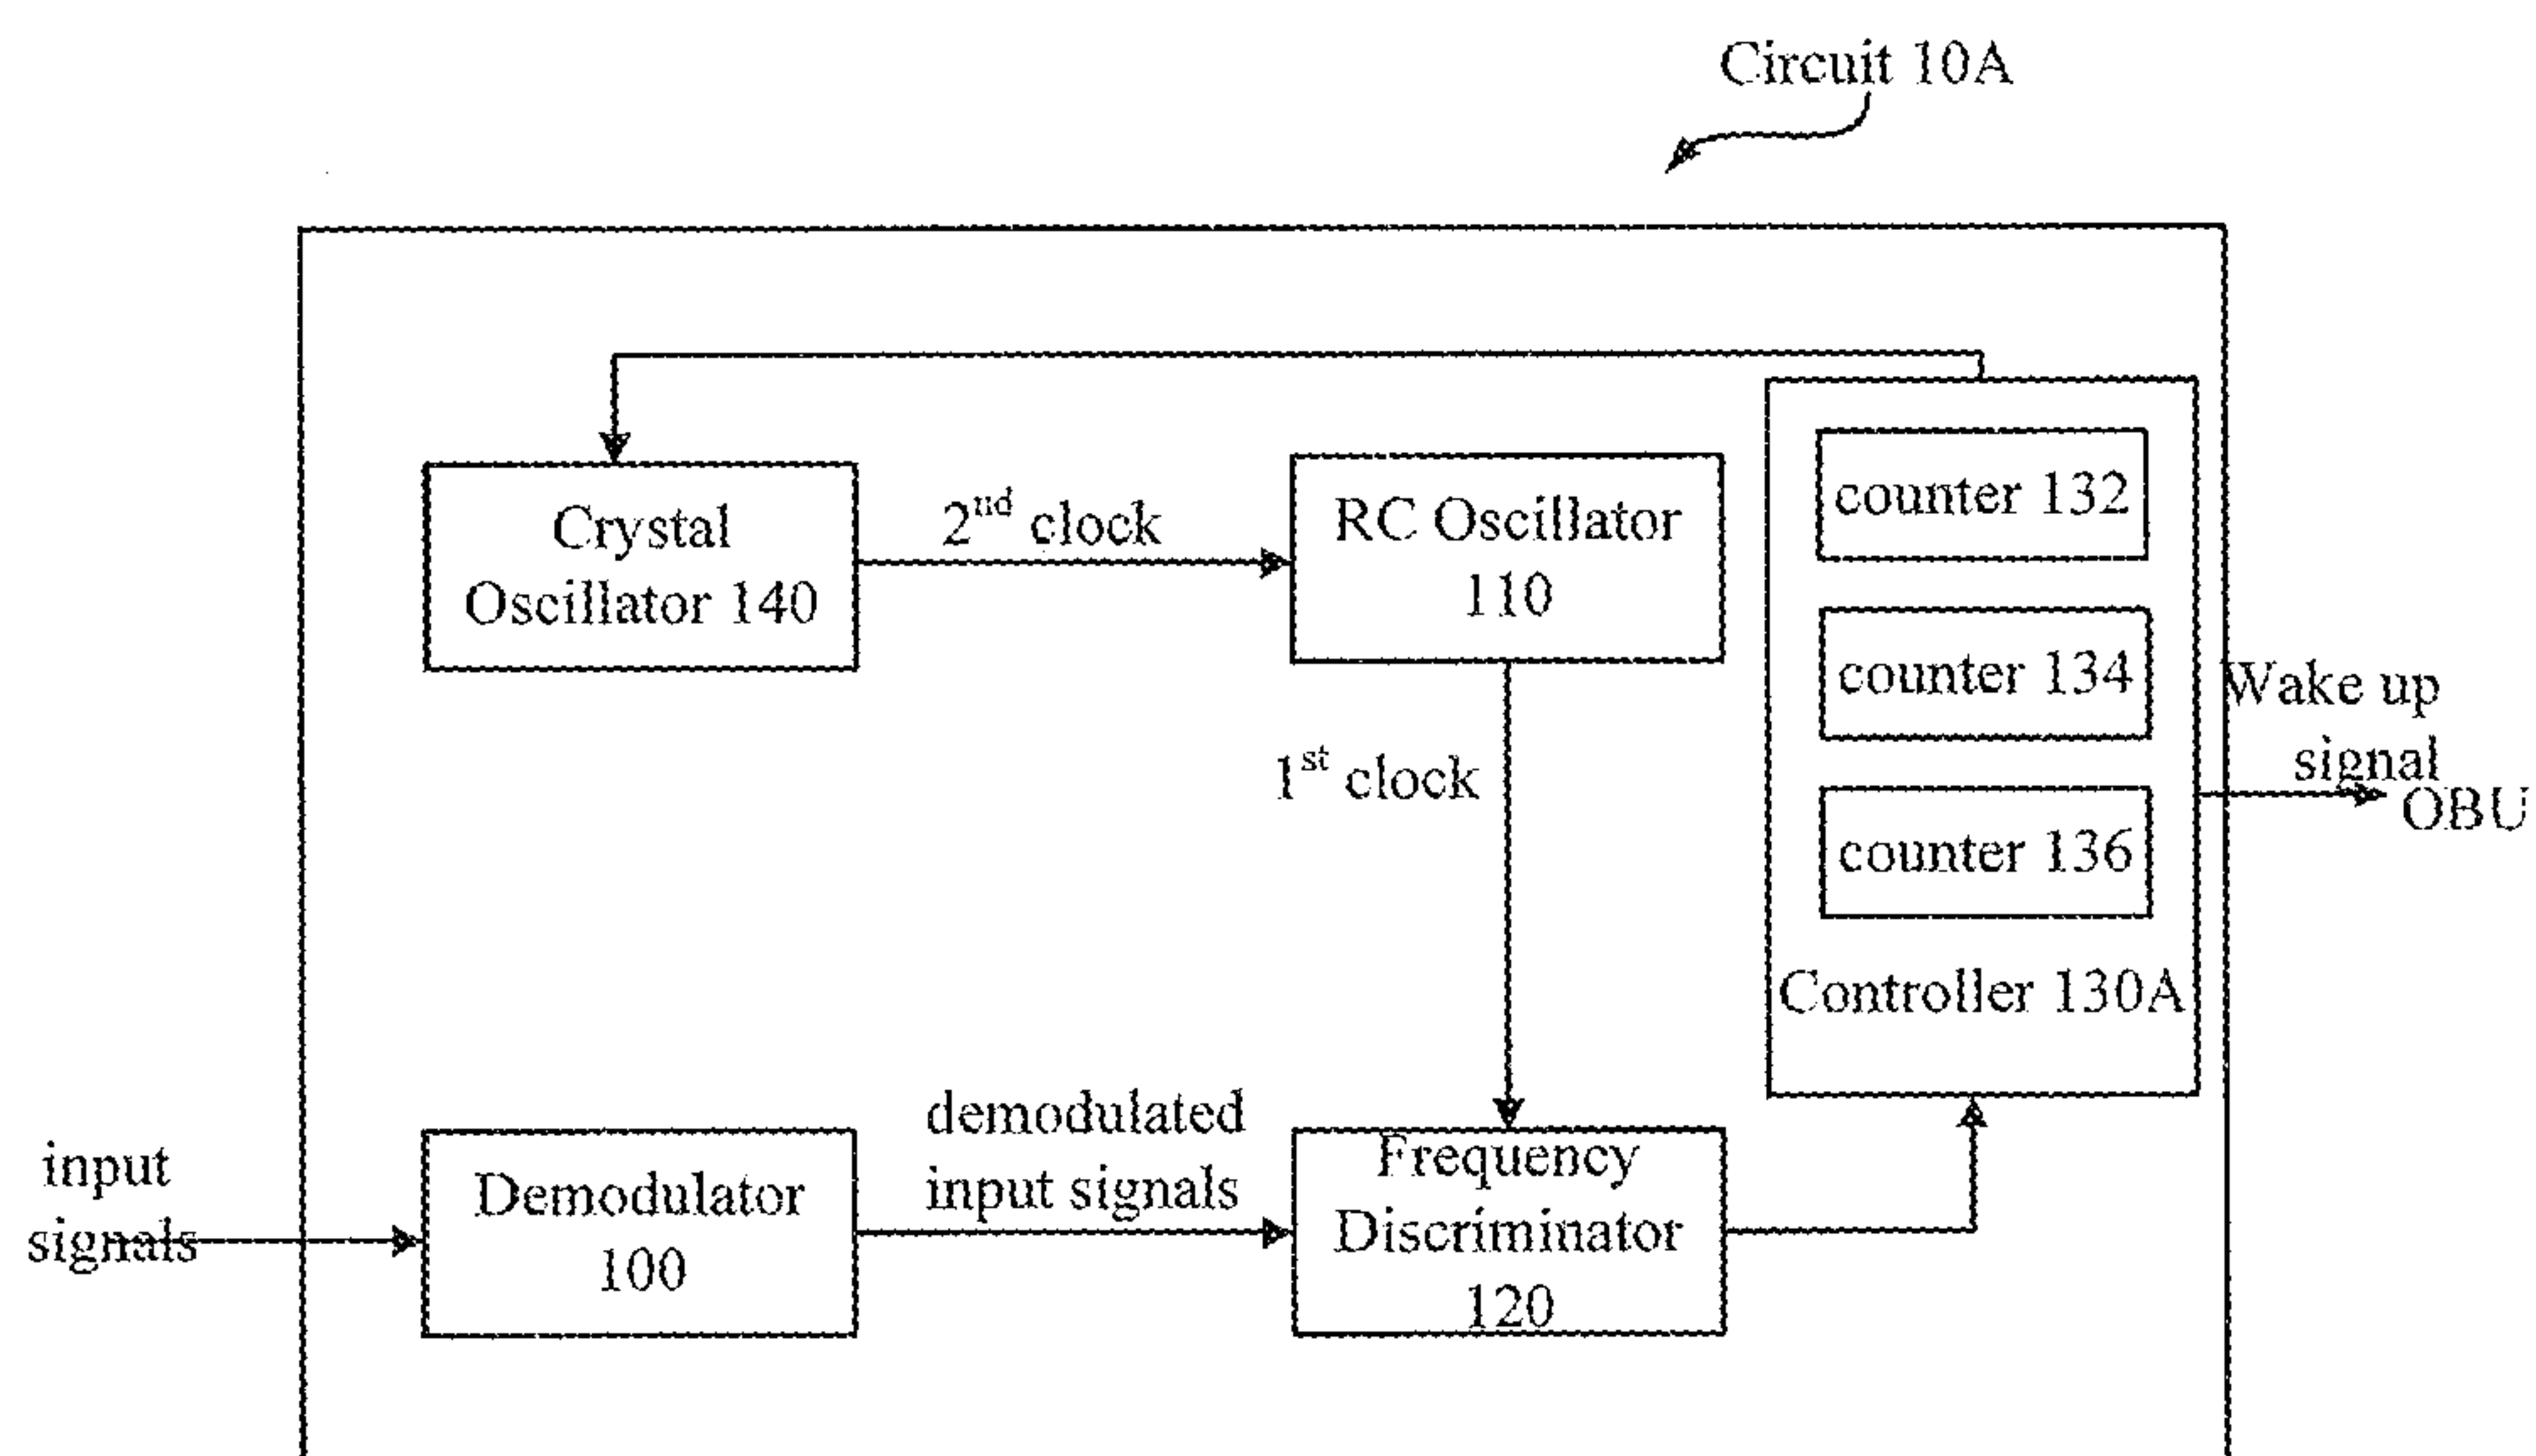 Circuit 10A
Crystal
Oscillator 140
2nd clock
RC Oscillator
110
counter 132
counter 134
counter 136
Controller 130A
Wake up
signal
OBU
1st clock
input
signals
Demodulator
100
demodulated
input signals
Frequency
Discriminator
120